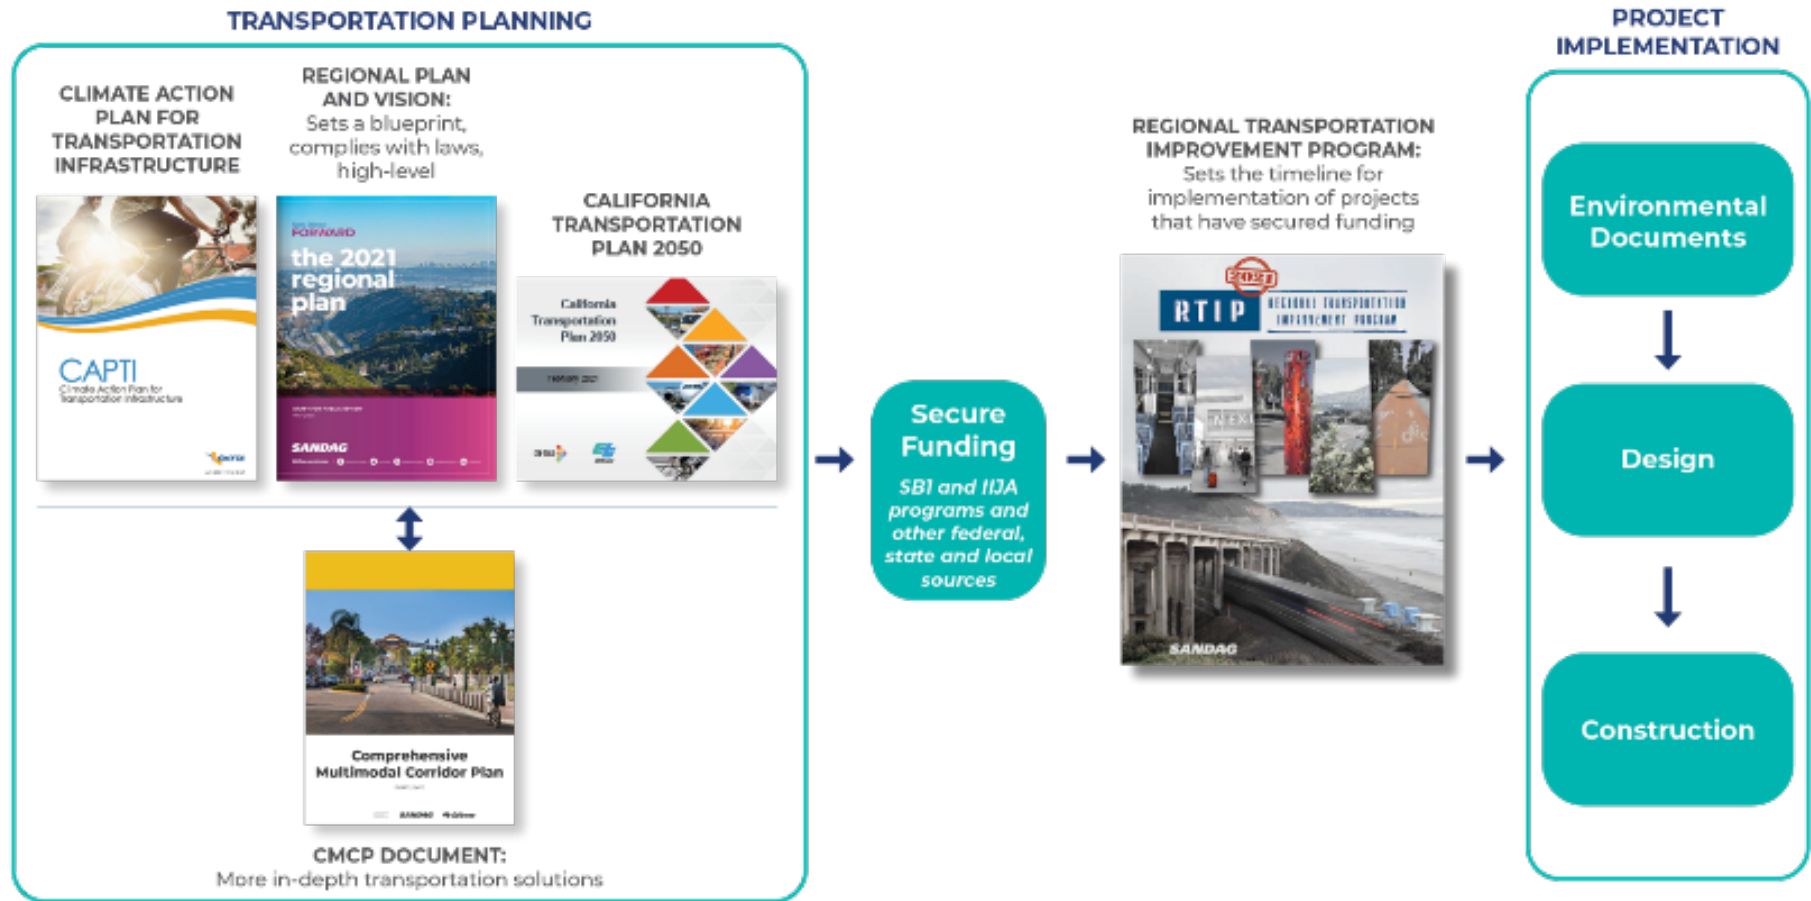 TRANSPORTATION PLANNING
CLIMATE ACTION
PLAN FOR
TRANSPORTATION
INFRASTRUCTURE
CAPTI
Climate Action Plan for
Transportation Infrastructure
REGIONAL PLAN
AND VISION:
Sets a blueprint,
complies with laws,
high-level
FORWARD
the 2021
regional
plan
SANDAG
CALIFORNIA
TRANSPORTATION
PLAN 2050
California
Transportation
Plan 2050
Comprehensive
Multimodal Corridor Plan
SANDAG
CMCP DOCUMENT:
More in-depth transportation solutions
Secure
Funding
SB1 and IIJA
programs and
other federal,
state and local
sources
REGIONAL TRANSPORTATION
IMPROVEMENT PROGRAM:
Sets the timeline for
implementation of projects
that have secured funding
2021
RTIP
REGIONAL TRANSPORTATION
IMPROVEMENT PROGRAM
SANDAG
PROJECT
IMPLEMENTATION
Environmental
Documents
Design
Construction